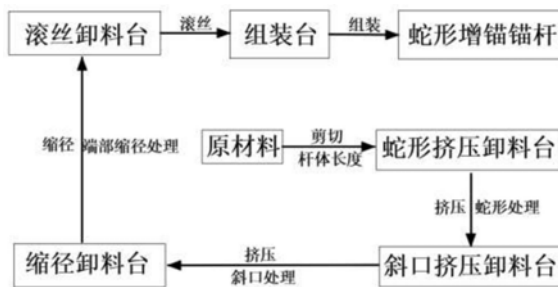 滚丝卸料台
滚丝
组装台
组装
蛇形增锚锚杆
缩径
端部缩径处理
原材料
剪切
杆体长度
蛇形挤压卸料台
挤压
蛇形处理
缩径卸料台
挤压
斜口处理
斜口挤压卸料台